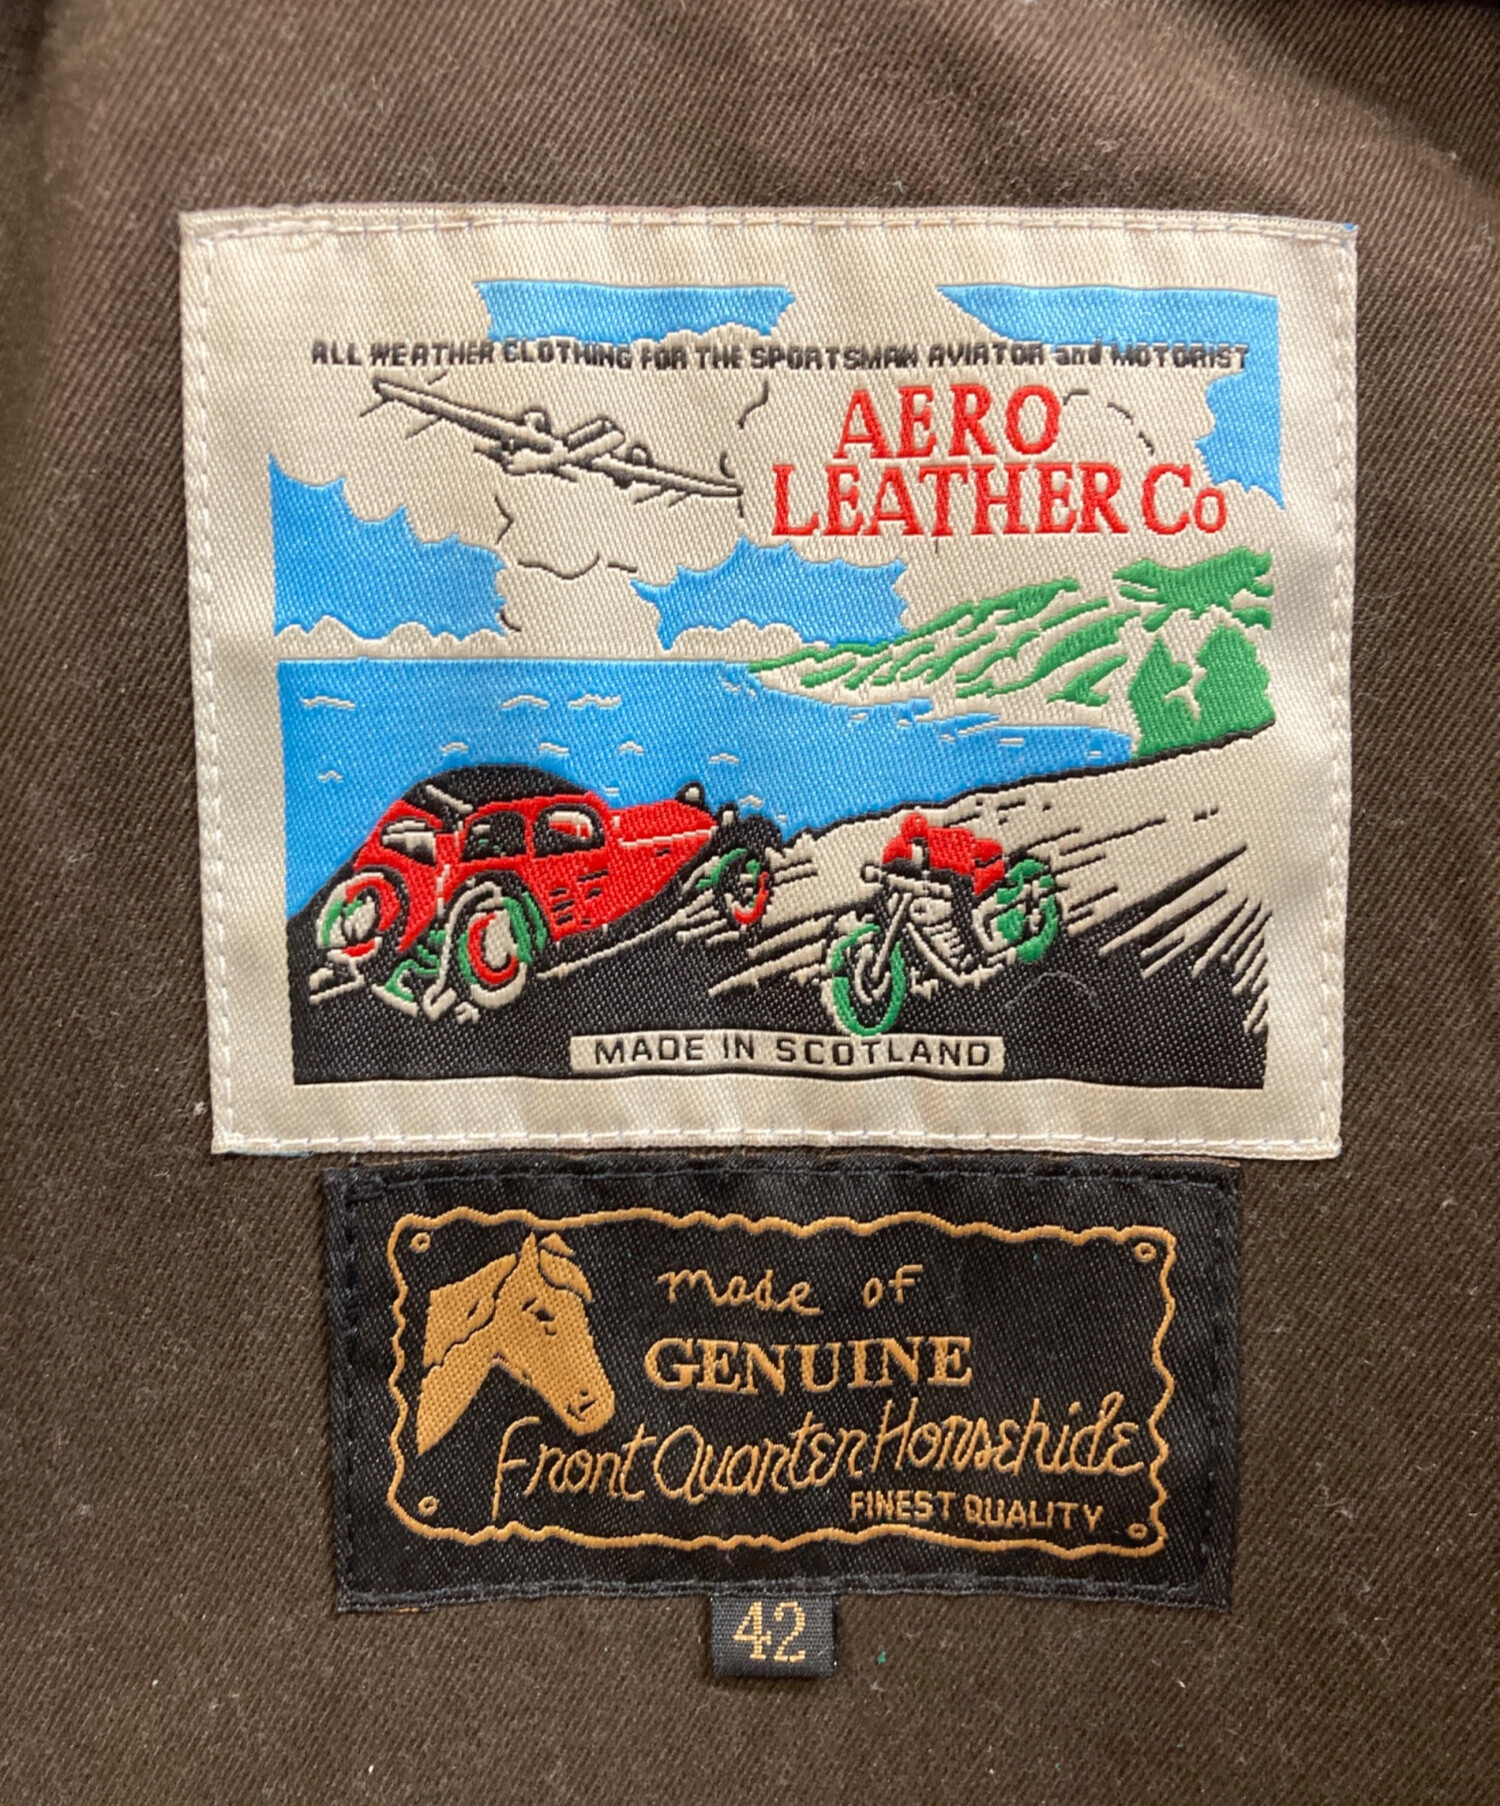 ALL WEATHER CLOTHING FOR THE SPORTSMAN AVIATOR and MOTORIST
AERO
LEATHER Co
MADE IN SCOTLAND
made of
GENUINE
Front Quarter Horsehide
FINEST QUALITY
42